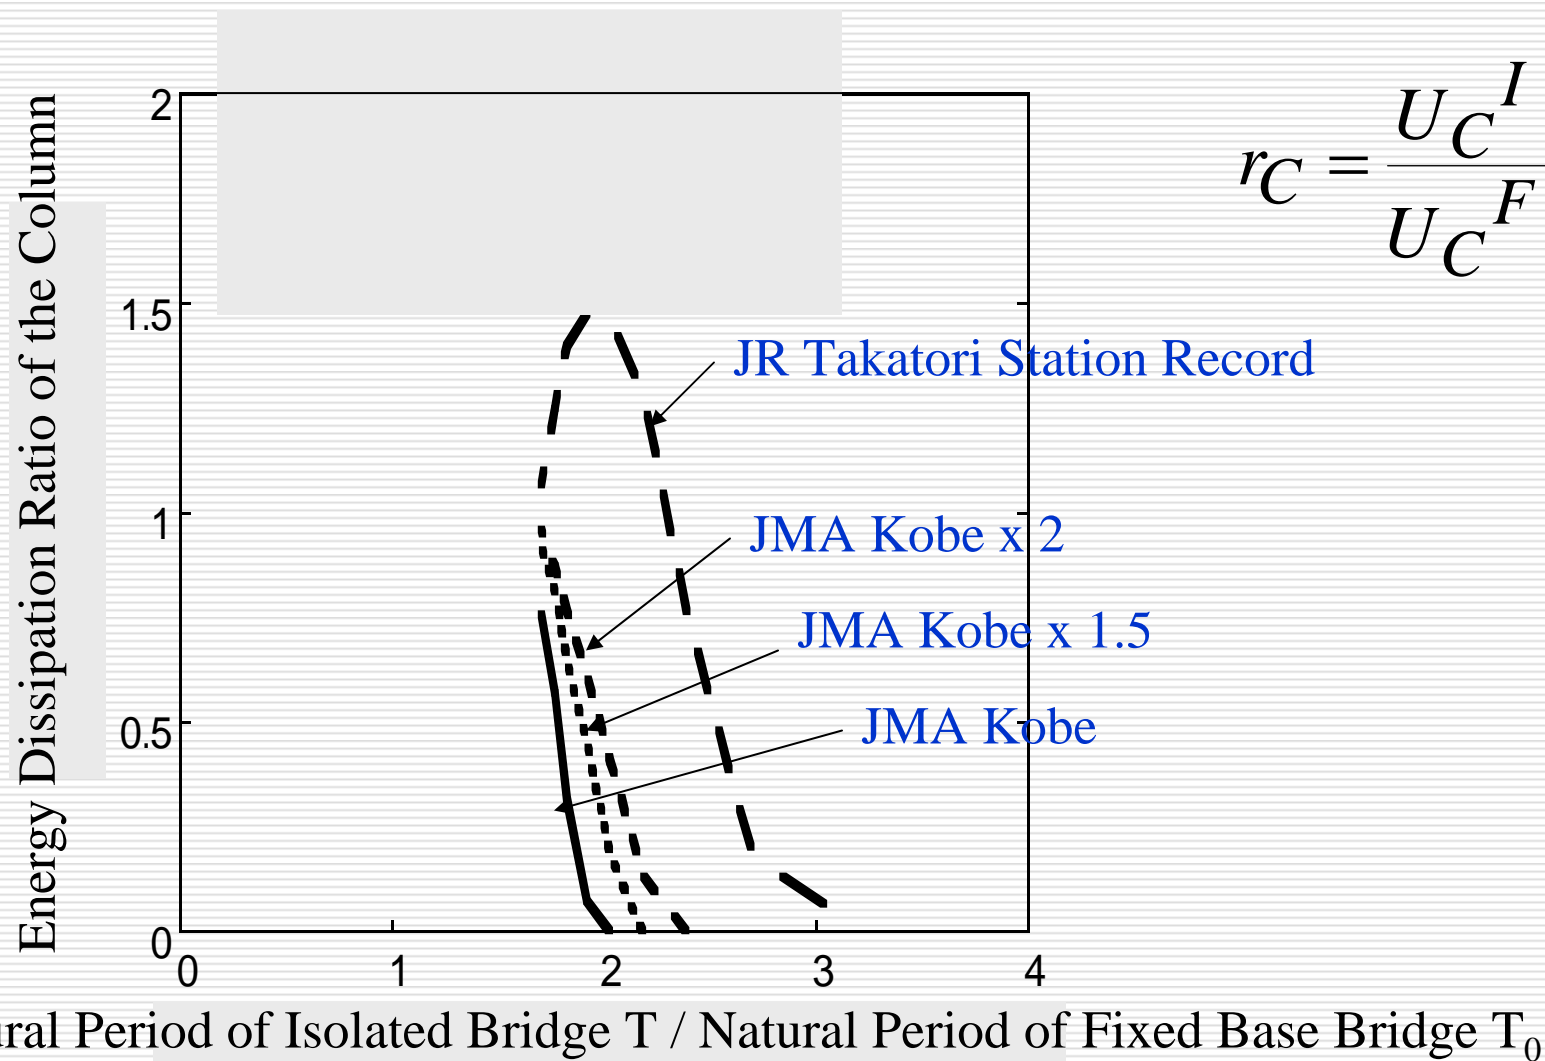 Energy Dissipation Ratio of the Column
2
1.5
1
0.5
0
0 1 2 3 4
r_C = U_C^I / U_C^F
JR Takatori Station Record
JMA Kobe x 2
JMA Kobe x 1.5
JMA Kobe
ral Period of Isolated Bridge T / Natural Period of Fixed Base Bridge T₀